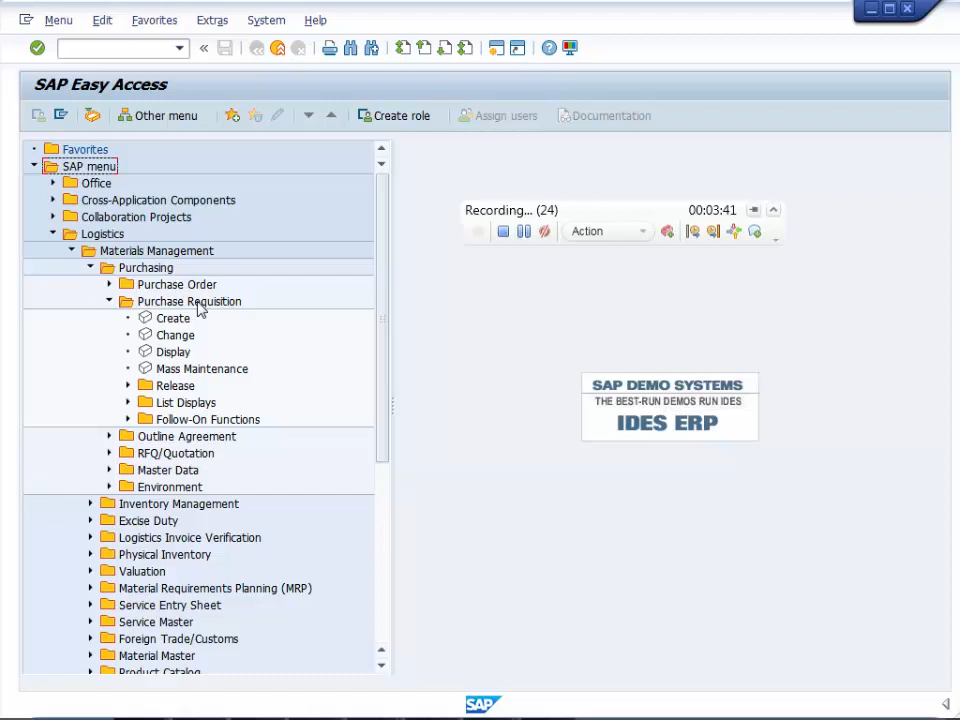 Menu Edit Favorites Extras System Help
SAP Easy Access
Other menu Create role Assign users Documentation
Favorites
SAP menu
Office
Cross-Application Components
Collaboration Projects
Logistics
Materials Management
Purchasing
Purchase Order
Purchase Requisition
Create
Change
Display
Mass Maintenance
Release
List Displays
Follow-On Functions
Outline Agreement
RFQ/Quotation
Master Data
Environment
Inventory Management
Excise Duty
Logistics Invoice Verification
Physical Inventory
Valuation
Material Requirements Planning (MRP)
Service Entry Sheet
Service Master
Foreign Trade/Customs
Material Master
Product Catalog
Recording... (24) 00:03:41
Action
SAP DEMO SYSTEMS
THE BEST-RUN DEMOS RUN IDES
IDES ERP
SAP